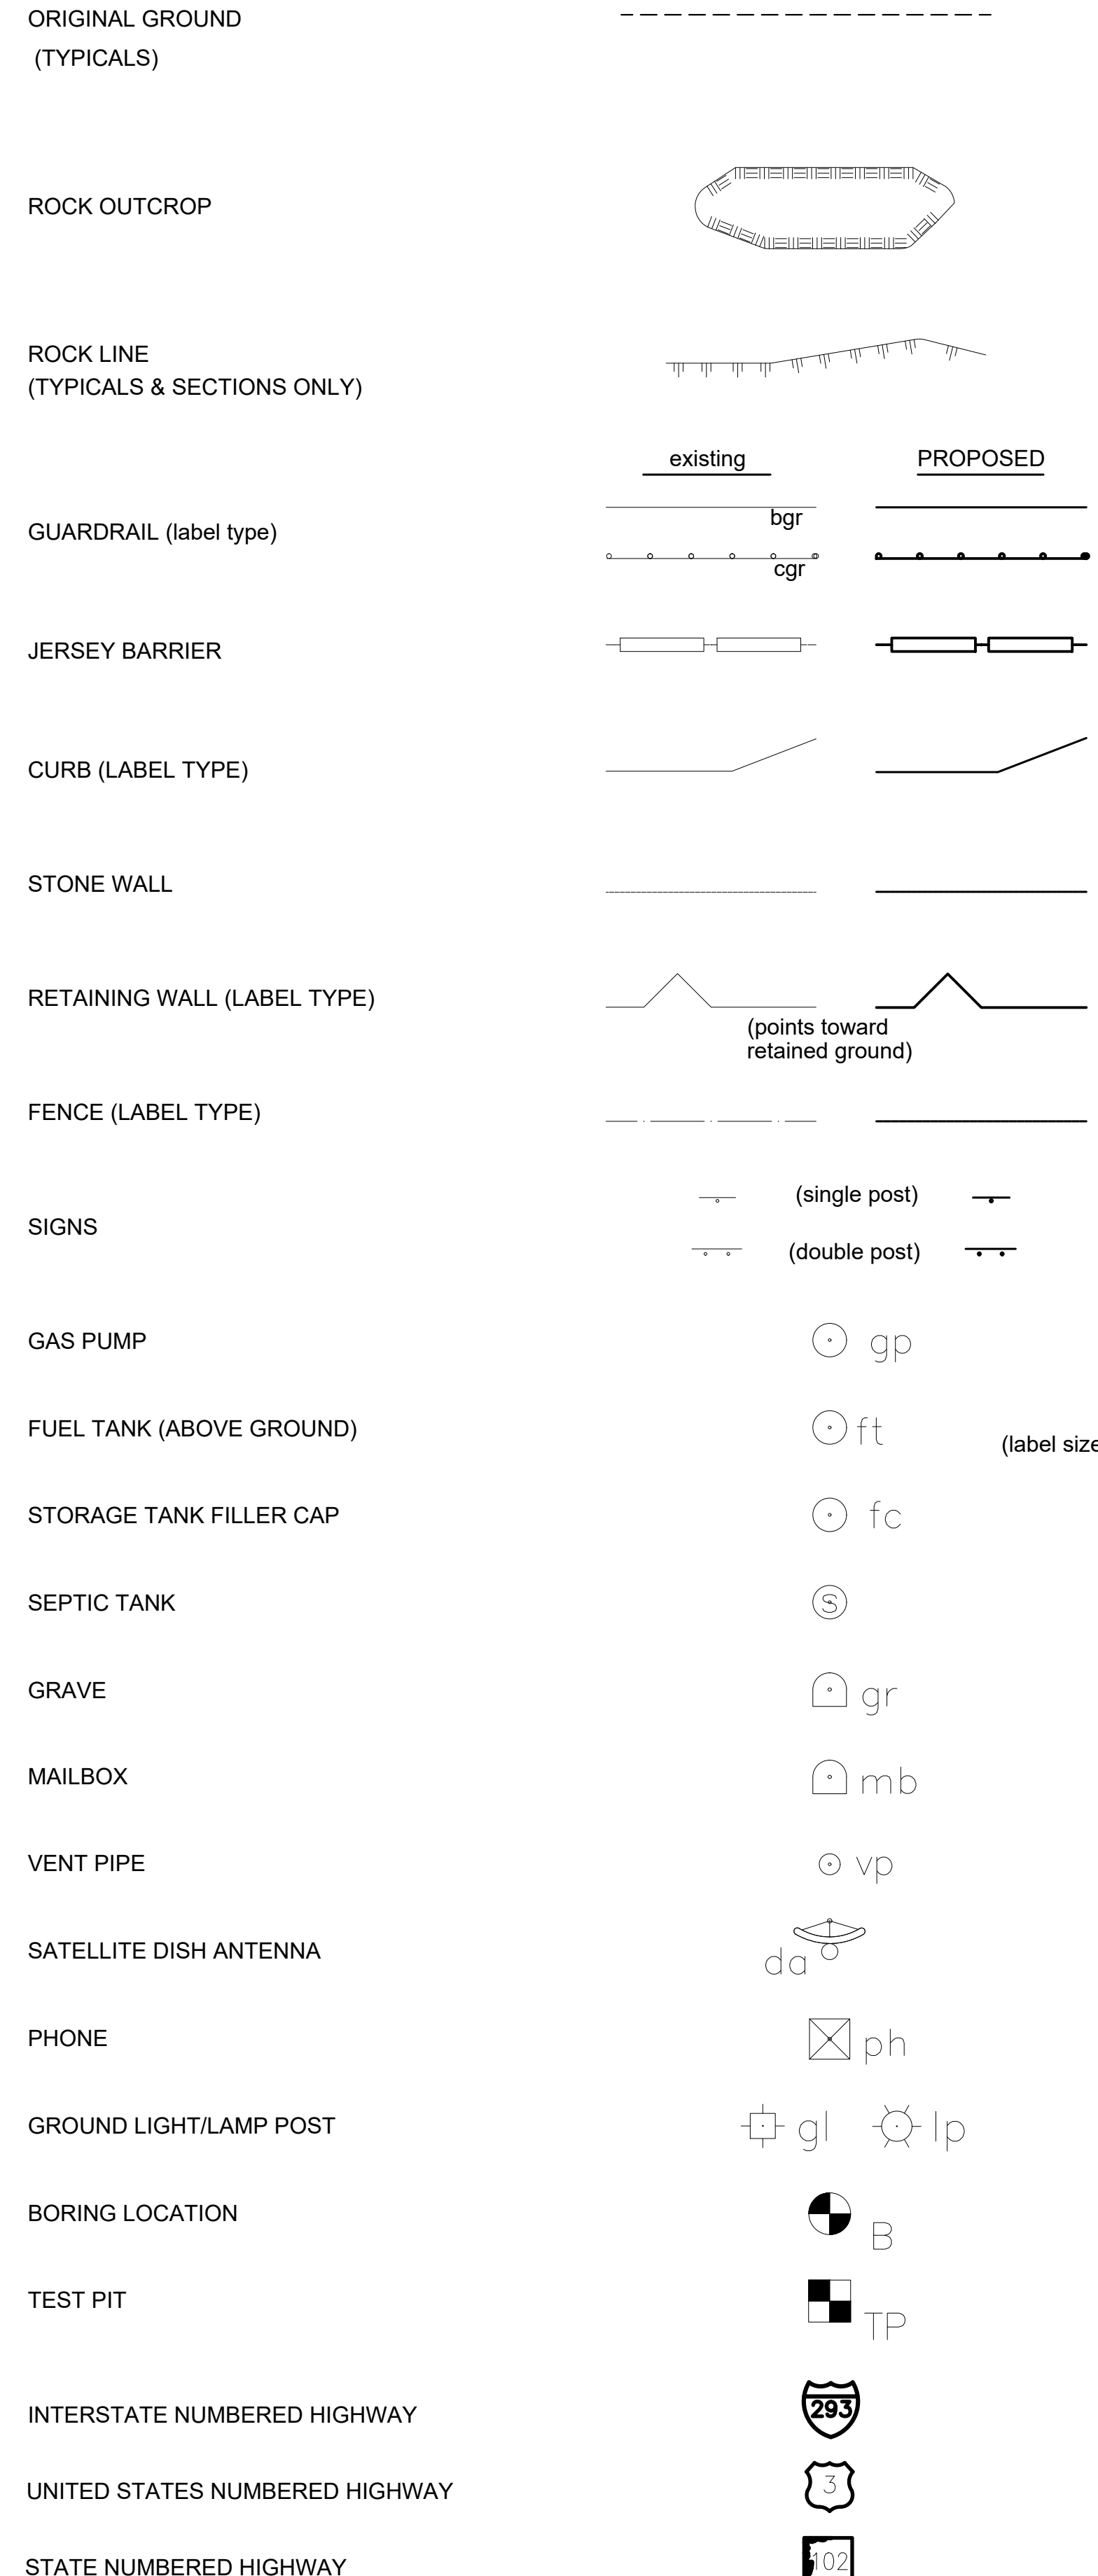 ORIGINAL GROUND
(TYPICALS)
ROCK OUTCROP
ROCK LINE
(TYPICALS & SECTIONS ONLY)
existing PROPOSED
GUARDRAIL (label type)
bgr
cgr
JERSEY BARRIER
CURB (LABEL TYPE)
STONE WALL
RETAINING WALL (LABEL TYPE)
(points toward
retained ground)
FENCE (LABEL TYPE)
SIGNS
(single post)
(double post)
GAS PUMP gp
FUEL TANK (ABOVE GROUND) ft
(label size
STORAGE TANK FILLER CAP fc
SEPTIC TANK S
GRAVE gr
MAILBOX mb
VENT PIPE vp
SATELLITE DISH ANTENNA da
PHONE ph
GROUND LIGHT/LAMP POST gl lp
BORING LOCATION B
TEST PIT TP
INTERSTATE NUMBERED HIGHWAY 293
UNITED STATES NUMBERED HIGHWAY 3
STATE NUMBERED HIGHWAY 102